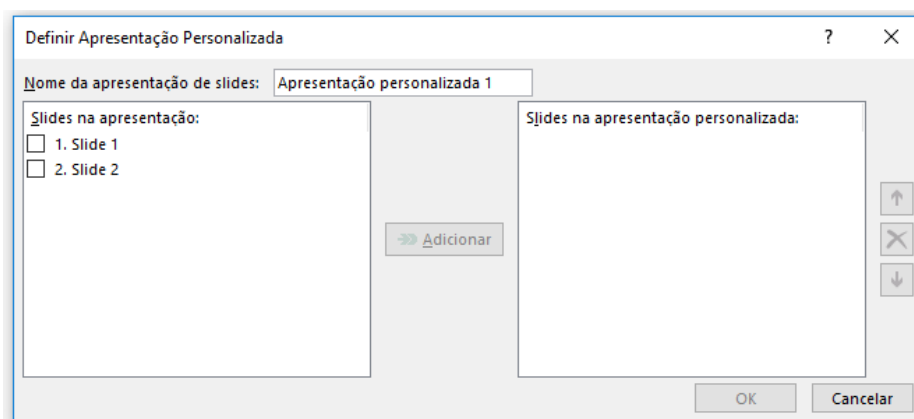 Definir Apresentação Personalizada
?
Nome da apresentação de slides: Apresentação personalizada 1
Slides na apresentação:
1. Slide 1
2. Slide 2
Adicionar
Slides na apresentação personalizada:
OK
Cancelar